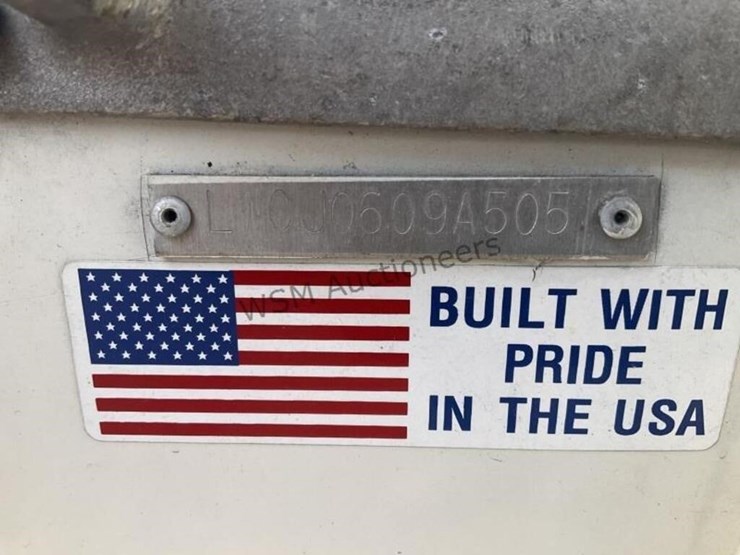 WSM Auctioneers
BUILT WITH
PRIDE
IN THE USA